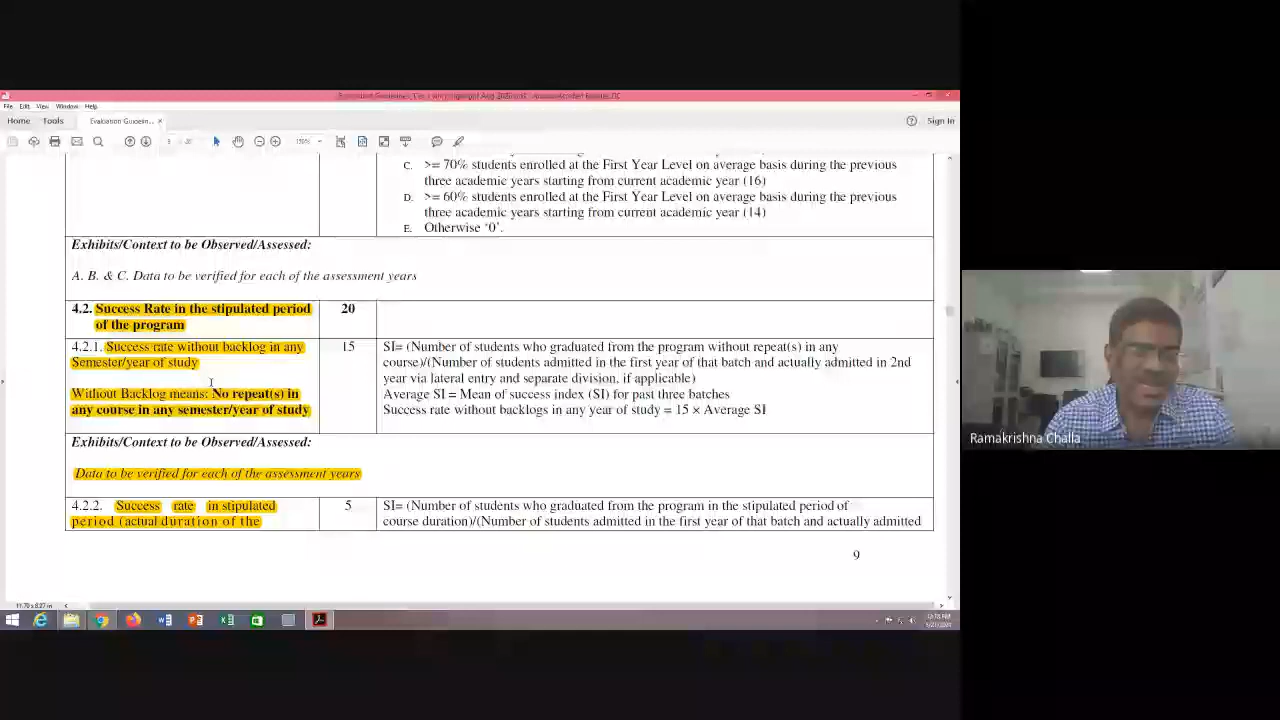 File Edit View Window Help
Home Tools Evaluation Guidelin... × Sign In
C. >= 70% students enrolled at the First Year Level on average basis during the previous
three academic years starting from current academic year (16)
D. >= 60% students enrolled at the First Year Level on average basis during the previous
three academic years starting from current academic year (14)
E. Otherwise '0'.
Exhibits/Context to be Observed/Assessed:
A. B. & C. Data to be verified for each of the assessment years
4.2. Success Rate in the stipulated period
of the program
20
4.2.1. Success rate without backlog in any
Semester/year of study
Without Backlog means: No repeat(s) in
any course in any semester/year of study
15
SI= (Number of students who graduated from the program without repeat(s) in any
course)/(Number of students admitted in the first year of that batch and actually admitted in 2nd
year via lateral entry and separate division, if applicable)
Average SI = Mean of success index (SI) for past three batches
Success rate without backlogs in any year of study = 15 × Average SI
Exhibits/Context to be Observed/Assessed:
Data to be verified for each of the assessment years
4.2.2. Success rate in stipulated
period (actual duration of the
5
SI= (Number of students who graduated from the program in the stipulated period of
course duration)/(Number of students admitted in the first year of that batch and actually admitted
9
Ramakrishna Challa